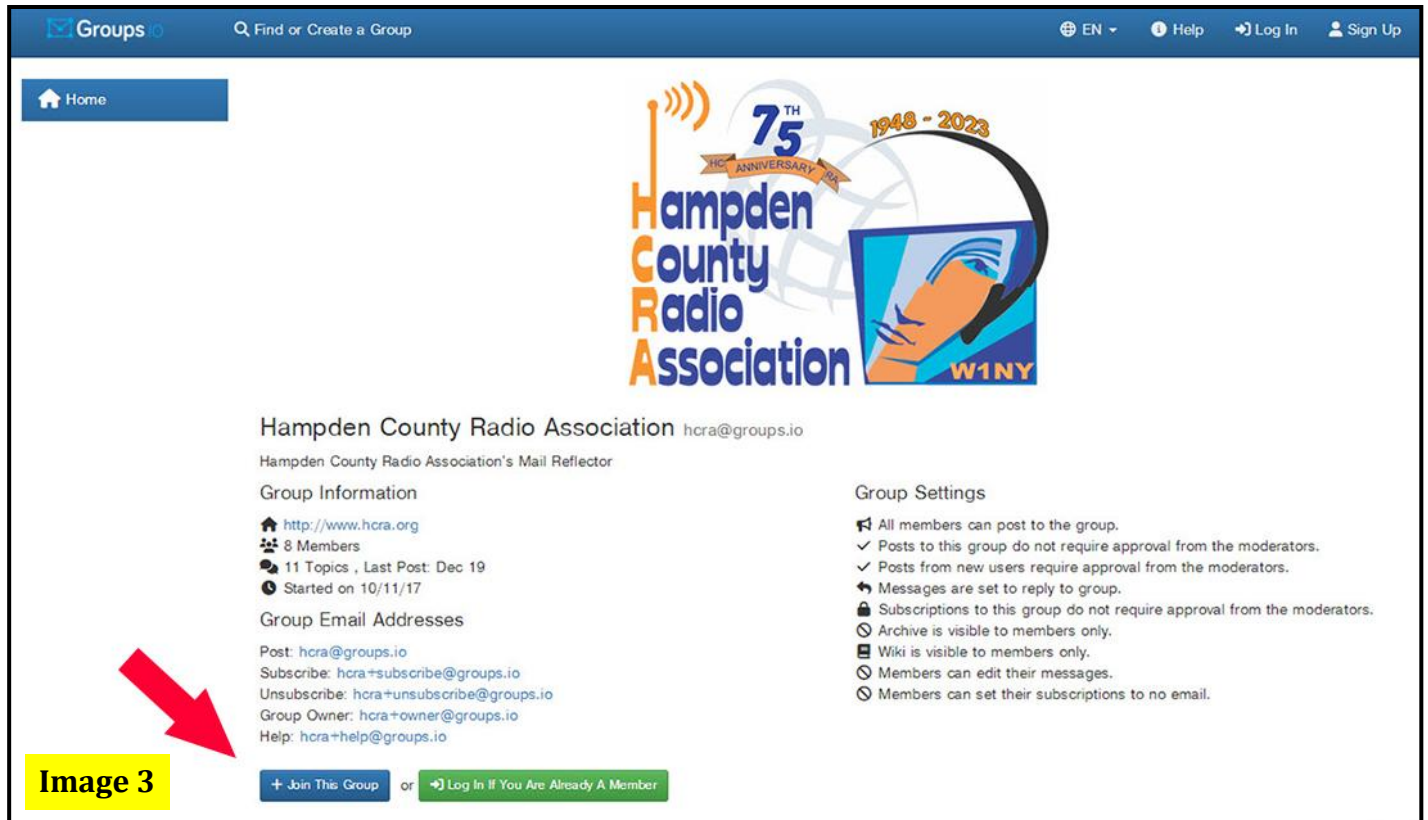 Groups.io Find or Create a Group EN Help Log In Sign Up
Home
75TH
1948 - 2023
HC ANNIVERSARY RA
Hampden
County
Radio
Association
W1NY
Hampden County Radio Association hcra@groups.io
Hampden County Radio Association's Mail Reflector
Group Information
http://www.hcra.org
8 Members
11 Topics , Last Post: Dec 19
Started on 10/11/17
Group Email Addresses
Post: hcra@groups.io
Subscribe: hcra+subscribe@groups.io
Unsubscribe: hcra+unsubscribe@groups.io
Group Owner: hcra+owner@groups.io
Help: hcra+help@groups.io
Group Settings
All members can post to the group.
Posts to this group do not require approval from the moderators.
Posts from new users require approval from the moderators.
Messages are set to reply to group.
Subscriptions to this group do not require approval from the moderators.
Archive is visible to members only.
Wiki is visible to members only.
Members can edit their messages.
Members can set their subscriptions to no email.
Image 3
+ Join This Group or Log In If You Are Already A Member